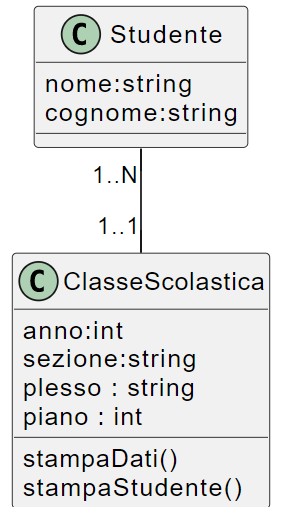 C Studente
nome:string
cognome:string
1..N
1..1
C ClasseScolastica
anno:int
sezione:string
plesso : string
piano : int
stampaDati()
stampaStudente()